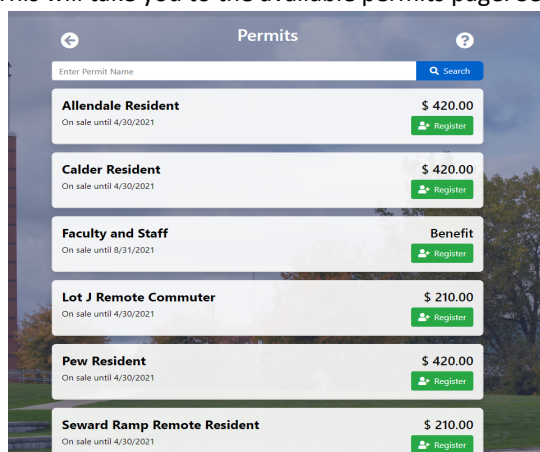 This will take you to the available permits page. Se
Permits
?
Enter Permit Name
Search
Allendale Resident
$ 420.00
On sale until 4/30/2021
Register
Calder Resident
$ 420.00
On sale until 4/30/2021
Register
Faculty and Staff
Benefit
On sale until 8/31/2021
Register
Lot J Remote Commuter
$ 210.00
On sale until 4/30/2021
Register
Pew Resident
$ 420.00
On sale until 4/30/2021
Register
Seward Ramp Remote Resident
$ 210.00
On sale until 4/30/2021
Register